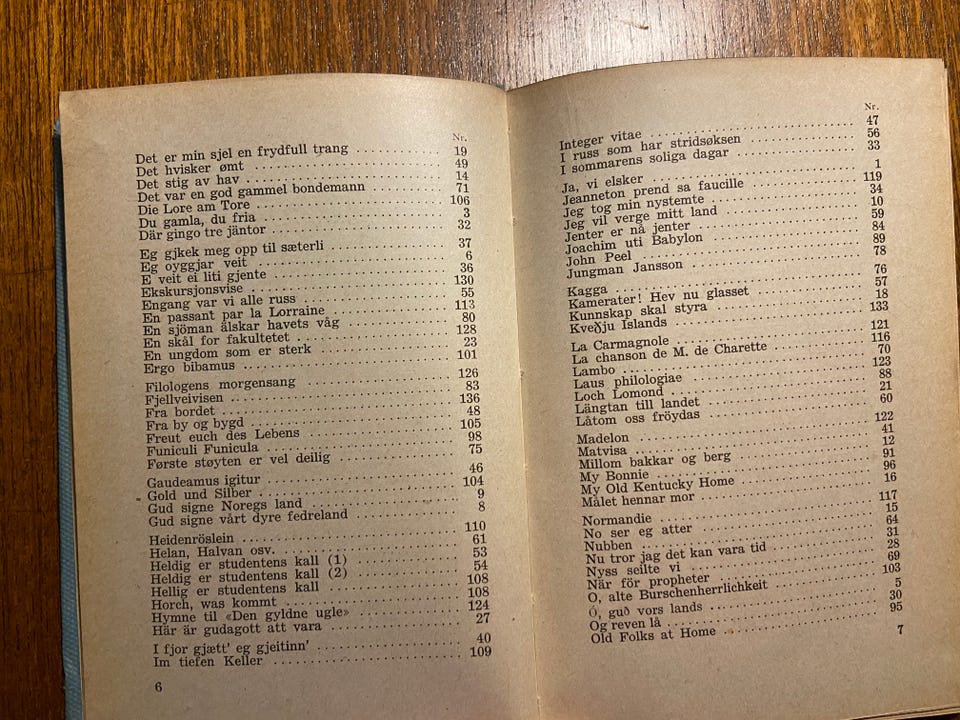 Nr.
Det er min sjel en frydfull trang 19
Det hvisker ømt 49
Det stig av hav 14
Det var en god gammel bondemann 71
Die Lore am Tore 106
Du gamla, du fria 3
Där gingo tre jäntor 32
Eg gjkek meg opp til sæterli 37
Eg oyggjar veit 6
E veit ei liti gjente 36
Ekskursjonsvise 130
Engang var vi alle russ 55
En passant par la Lorraine 113
En sjöman älskar havets våg 80
En skål for fakultetet 128
En ungdom som er sterk 23
Ergo bibamus 101
Filologens morgensang 126
Fjellveivisen 83
Fra bordet 136
Fra by og bygd 48
Freut euch des Lebens 105
Funiculi Funicula 98
Første støyten er vel deilig 75
Gaudeamus igitur 46
Gold und Silber 104
Gud signe Noregs land 9
Gud signe vårt dyre fedreland 8
Heidenröslein 110
Helan, Halvan osv. 61
Heldig er studentens kall (1) 53
Heldig er studentens kall (2) 54
Hellig er studentens kall 108
Horch, was kommt 108
Hymne til «Den gyldne ugle» 124
Här är gudagott att vara 27
I fjor gjætt' eg gjeitinn' 40
Im tiefen Keller 109
6
Nr.
Integer vitae 47
I russ som har stridsøksen 56
I sommarens soliga dagar 33
Ja, vi elsker 1
Jeanneton prend sa faucille 119
Jeg tog min nystemte 34
Jeg vil verge mitt land 10
Jenter er nå jenter 59
Joachim uti Babylon 84
John Peel 89
Jungman Jansson 78
Kagga 76
Kamerater! Hev nu glasset 57
Kunnskap skal styra 18
Kveðju Islands 133
La Carmagnole 121
La chanson de M. de Charette 116
Lambo 70
Laus philologiae 123
Loch Lomond 88
Längtan till landet 21
Låtom oss fröydas 60
Madelon 122
Matvisa 41
Millom bakkar og berg 12
My Bonnie 91
My Old Kentucky Home 96
Målet hennar mor 16
Normandie 117
No ser eg atter 15
Nubben 64
Nu tror jag det kan vara tid 31
Nyss seilte vi 28
När för propheter 69
O, alte Burschenherrlichkeit 103
Ó, guð vors lands 5
Og reven lå 30
Old Folks at Home 95
7